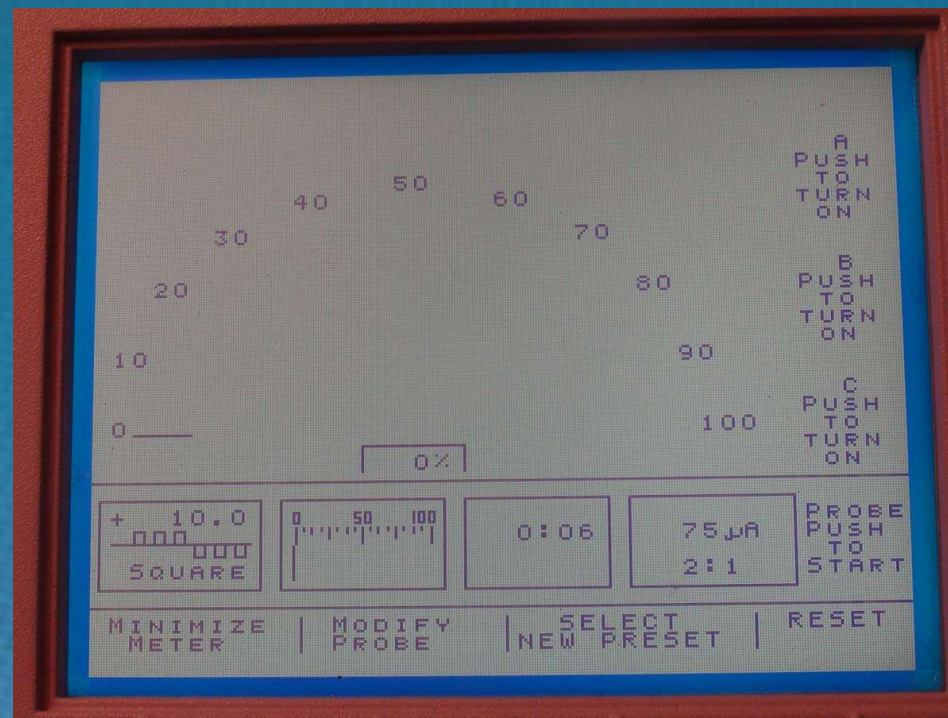 50
40 60
30 70
20 80
10 90
0 100
0%
A
PUSH
TO
TURN
ON
B
PUSH
TO
TURN
ON
C
PUSH
TO
TURN
ON
+ 10.0
SQUARE
0 50 100
0:06
75µA
2:1
PROBE
PUSH
TO
START
MINIMIZE
METER
MODIFY
PROBE
SELECT
NEW PRESET
RESET